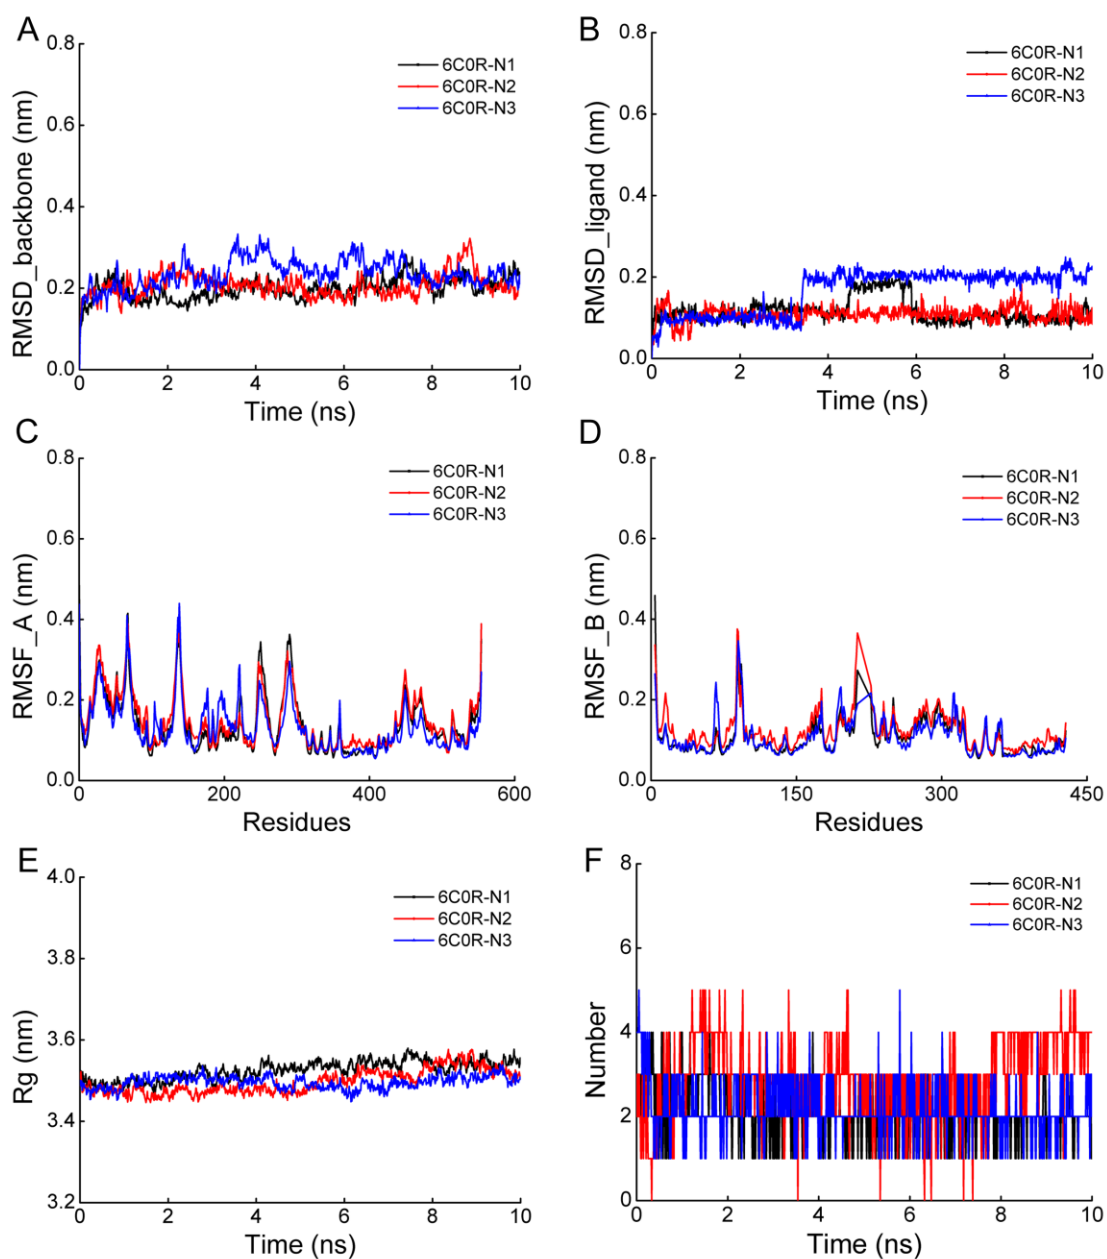 A
0.8
0.6
0.4
0.2
0.0
RMSD_backbone (nm)
6C0R-N1
6C0R-N2
6C0R-N3
0 2 4 6 8 10
Time (ns)
B
0.8
0.6
0.4
0.2
0.0
RMSD_ligand (nm)
6C0R-N1
6C0R-N2
6C0R-N3
0 2 4 6 8 10
Time (ns)
C
0.8
0.6
0.4
0.2
0.0
RMSF_A (nm)
6C0R-N1
6C0R-N2
6C0R-N3
0 200 400 600
Residues
D
0.8
0.6
0.4
0.2
0.0
RMSF_B (nm)
6C0R-N1
6C0R-N2
6C0R-N3
0 150 300 450
Residues
E
4.0
3.8
3.6
3.4
3.2
Rg (nm)
6C0R-N1
6C0R-N2
6C0R-N3
0 2 4 6 8 10
Time (ns)
F
8
6
4
2
0
Number
6C0R-N1
6C0R-N2
6C0R-N3
0 2 4 6 8 10
Time (ns)